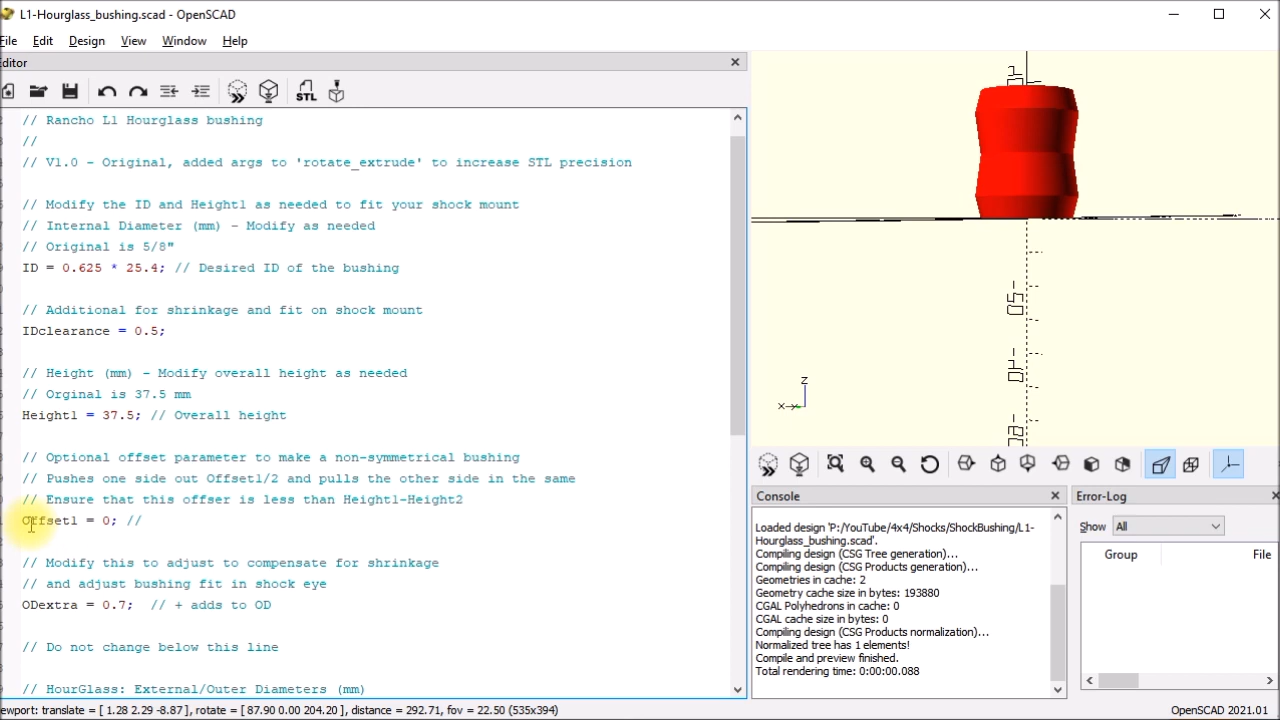 L1-Hourglass_bushing.scad - OpenSCAD
File Edit Design View Window Help
ditor
STL
// Rancho L1 Hourglass bushing
//
// V1.0 - Original, added args to 'rotate_extrude' to increase STL precision
// Modify the ID and Height1 as needed to fit your shock mount
// Internal Diameter (mm) - Modify as needed
// Original is 5/8"
ID = 0.625 * 25.4; // Desired ID of the bushing
// Additional for shrinkage and fit on shock mount
IDclearance = 0.5;
// Height (mm) - Modify overall height as needed
// Orginal is 37.5 mm
Height1 = 37.5; // Overall height
// Optional offset parameter to make a non-symmetrical bushing
// Pushes one side out Offset1/2 and pulls the other side in the same
// Ensure that this offser is less than Height1-Height2
Offset1 = 0; //
// Modify this to adjust to compensate for shrinkage
// and adjust bushing fit in shock eye
ODextra = 0.7;  // + adds to OD
// Do not change below this line
// HourGlass: External/Outer Diameters (mm)
Z
X
Console
Loaded design 'P:/YouTube/4x4/Shocks/ShockBushing/L1-
Hourglass_bushing.scad'.
Compiling design (CSG Tree generation)...
Compiling design (CSG Products generation)...
Geometries in cache: 2
Geometry cache size in bytes: 193880
CGAL Polyhedrons in cache: 0
CGAL cache size in bytes: 0
Compiling design (CSG Products normalization)...
Normalized tree has 1 elements!
Compile and preview finished.
Total rendering time: 0:00:00.088
Error-Log
Show All
Group File
ewport: translate = [ 1.28 2.29 -8.87 ], rotate = [ 87.90 0.00 204.20 ], distance = 292.71, fov = 22.50 (535x394)
OpenSCAD 2021.01